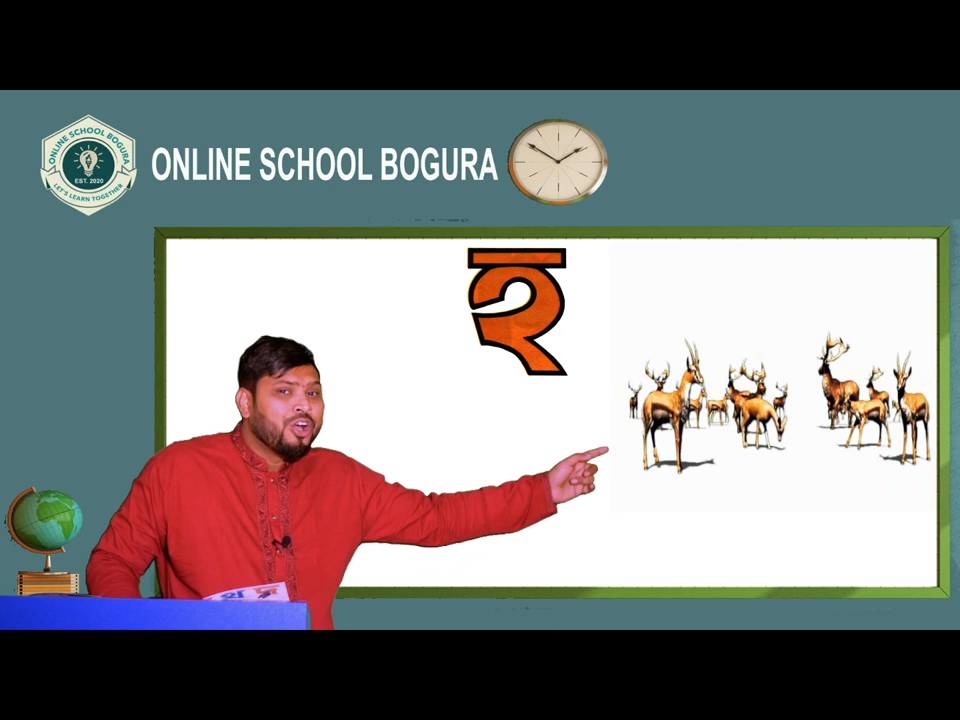 ONLINE SCHOOL BOGURA
EST. 2020
LET'S LEARN TOGETHER
ONLINE SCHOOL BOGURA
হ